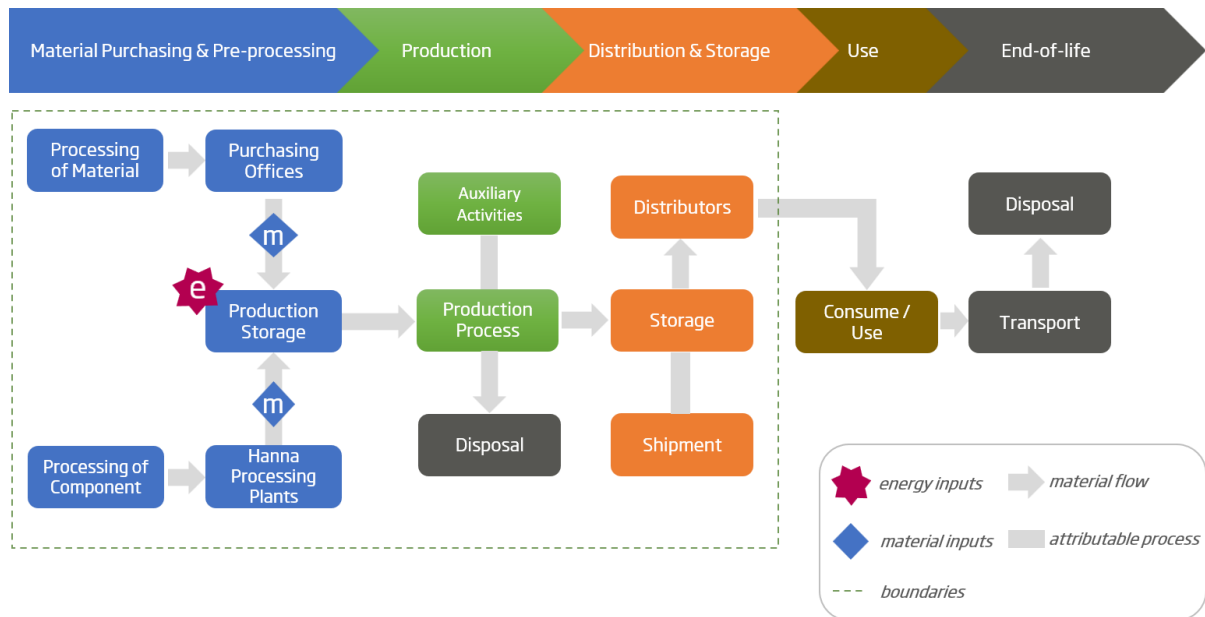 Material Purchasing & Pre-processing
Production
Distribution & Storage
Use
End-of-life
Processing
of Material
Purchasing
Offices
m
e
Production
Storage
m
Processing of
Component
Hanna
Processing
Plants
Auxiliary
Activities
Production
Process
Disposal
Distributors
Storage
Shipment
Consume /
Use
Disposal
Transport
energy inputs
material flow
material inputs
attributable process
boundaries